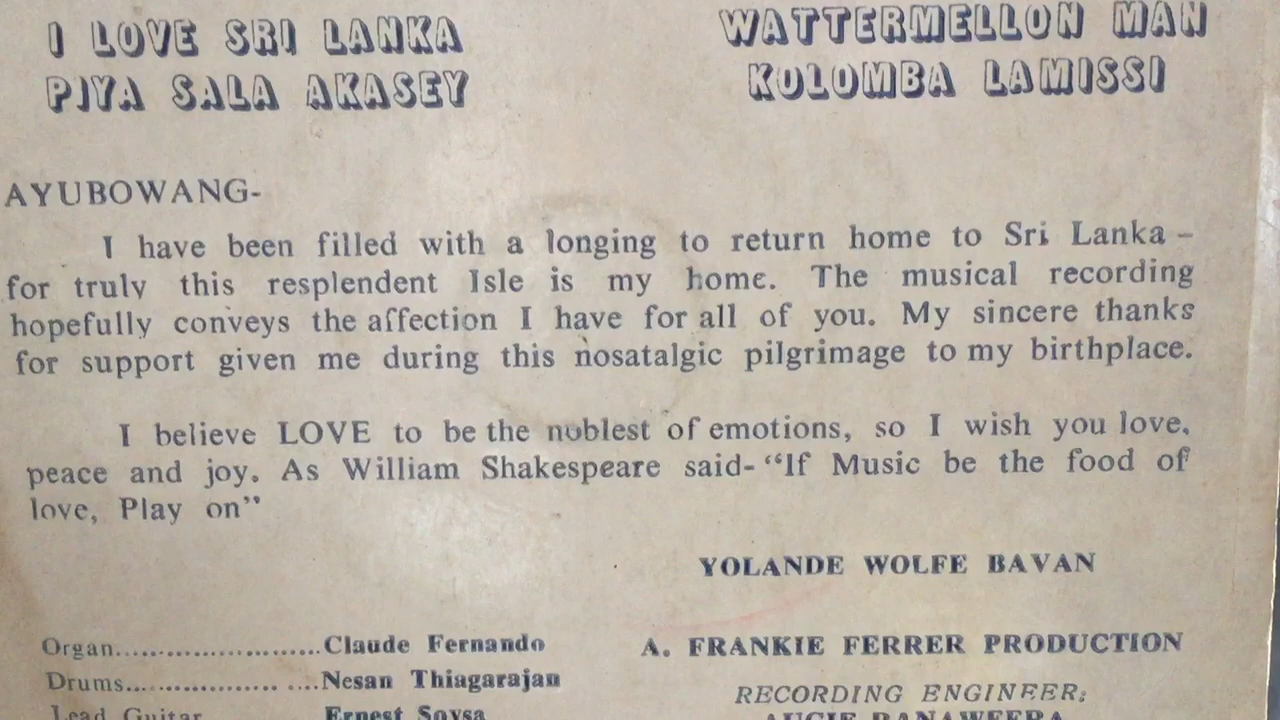 I LOVE SRI LANKA
PIYA SALA AKASEY
WATTERMELLON MAN
KOLOMBA LAMISSI
AYUBOWANG-
I have been filled with a longing to return home to Sri Lanka –
for truly this resplendent Isle is my home. The musical recording
hopefully conveys the affection I have for all of you. My sincere thanks
for support given me during this nosatalgic pilgrimage to my birthplace.
I believe LOVE to be the noblest of emotions, so I wish you love,
peace and joy. As William Shakespeare said- “If Music be the food of
love, Play on”
YOLANDE WOLFE BAVAN
Organ........................Claude Fernando
Drums.......................Nesan Thiagarajan
Lead Guitar Ernest Soysa
A. FRANKIE FERRER PRODUCTION
RECORDING ENGINEER:
AUGIE RANAWEERA